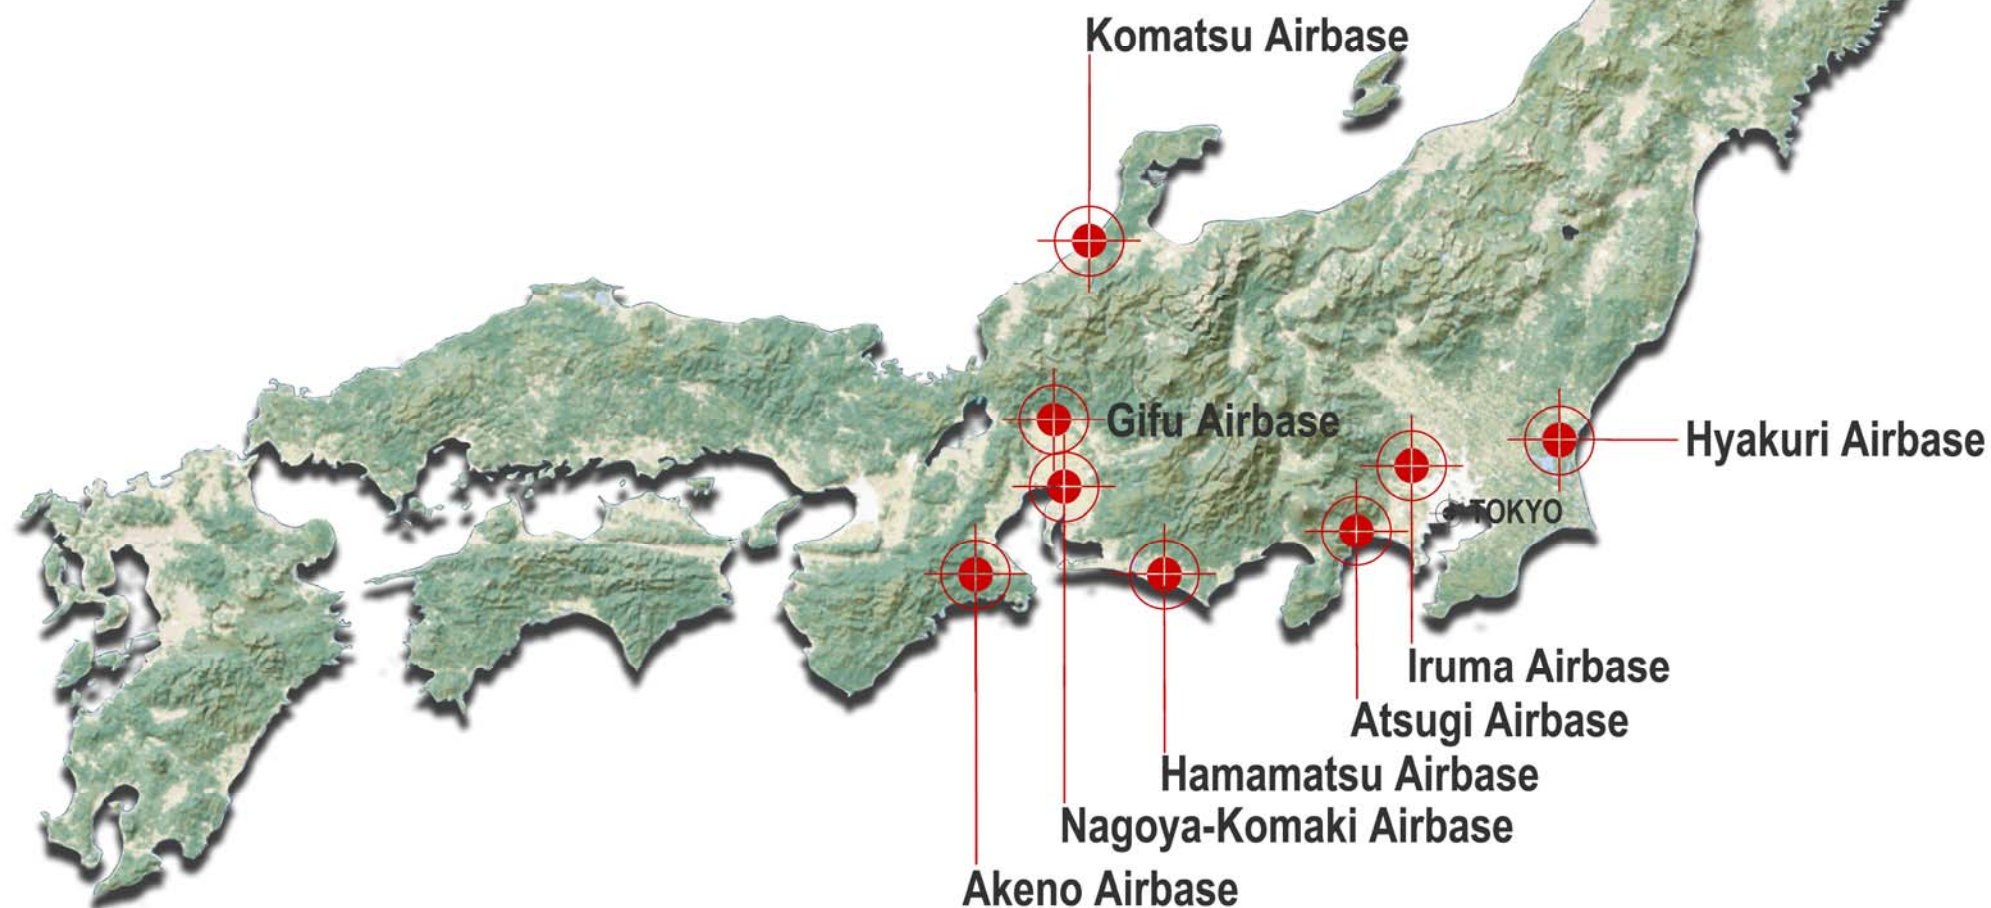 Komatsu Airbase
Gifu Airbase
Hyakuri Airbase
TOKYO
Iruma Airbase
Atsugi Airbase
Hamamatsu Airbase
Nagoya-Komaki Airbase
Akeno Airbase